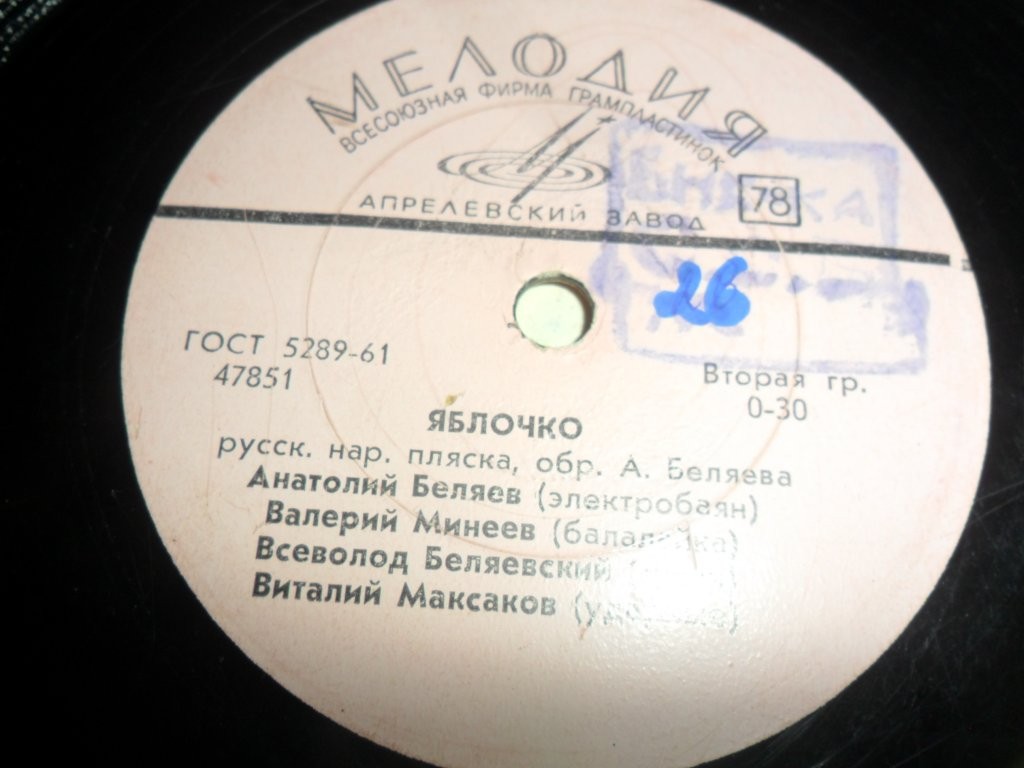 МЕЛОДИЯ
ВСЕСОЮЗНАЯ ФИРМА ГРАМПЛАСТИНОК
АПРЕЛЕВСКИЙ ЗАВОД
78
26
ГОСТ 5289-61
47851
Вторая гр.
0-30
ЯБЛОЧКО
русск. нар. пляска, обр. А. Беляева
Анатолий Беляев (электробаян)
Валерий Минеев (балалайка)
Всеволод Беляевский
Виталий Максаков